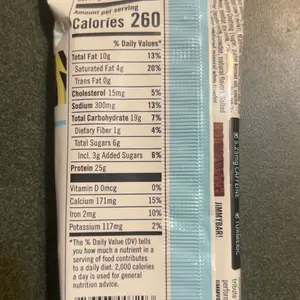 Amount per serving
Calories 260
% Daily Values*
Total Fat 10g 13%
Saturated Fat 4g 20%
Trans Fat 0g
Cholesterol 15mg 5%
Sodium 300mg 13%
Total Carbohydrate 19g 7%
Dietary Fiber 1g 4%
Total Sugars 6g
Incl. 3g Added Sugars 6%
Protein 25g
Vitamin D 0mcg 0%
Calcium 171mg 15%
Iron 2mg 10%
Potassium 117mg 2%
*The % Daily Value (DV) tells
you how much a nutrient in a
serving of food contributes
to a daily diet. 2,000 calories
a day is used for general
nutrition advice.
JIMMYBAR!
CAFFEINE